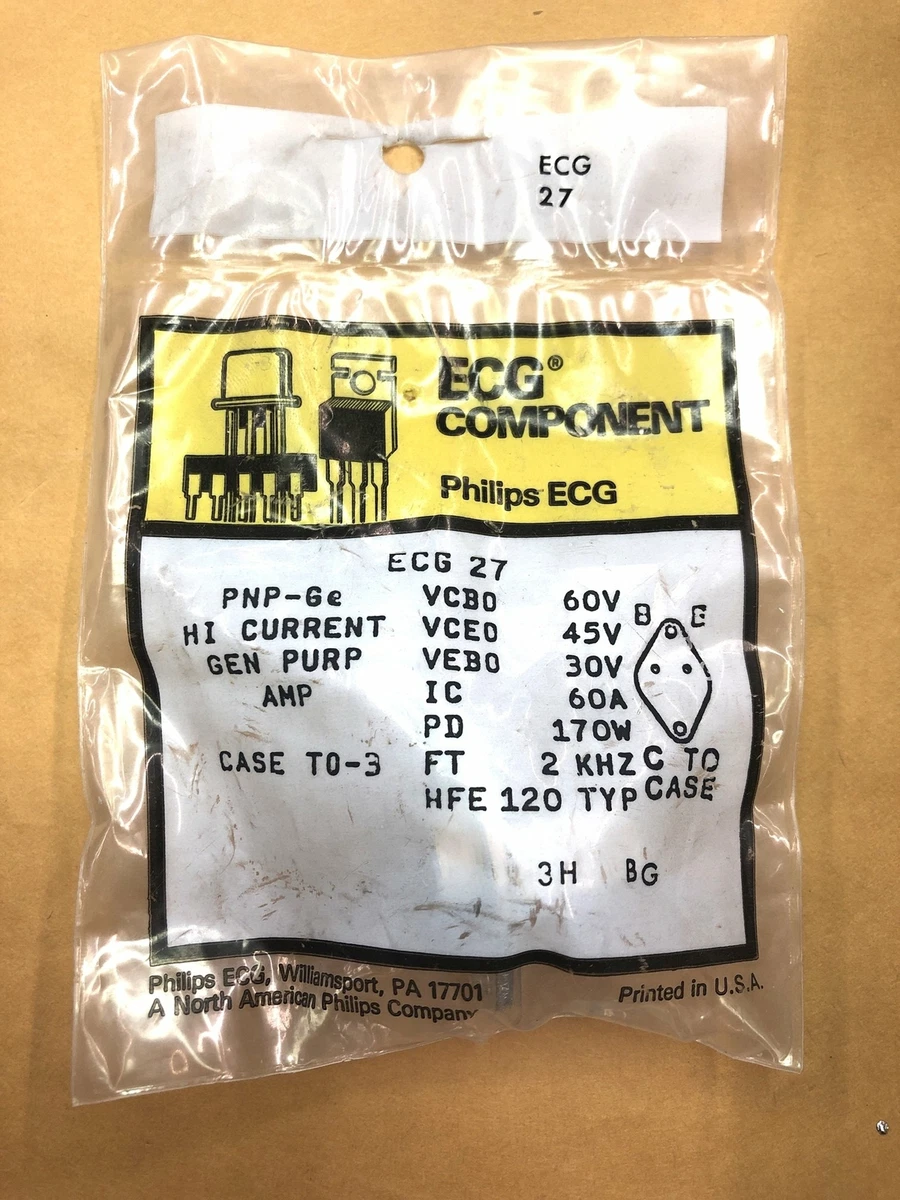 ECG
27
ECG®
COMPONENT
Philips ECG
ECG 27
PNP-Ge VCBO 60V
HI CURRENT VCEO 45V B E
GEN PURP VEBO 30V
AMP IC 60A
PD 170W
CASE TO-3 FT 2 KHZ C TO
HFE 120 TYP CASE
3H BG
Philips ECG, Williamsport, PA 17701
A North American Philips Company
Printed in U.S.A.